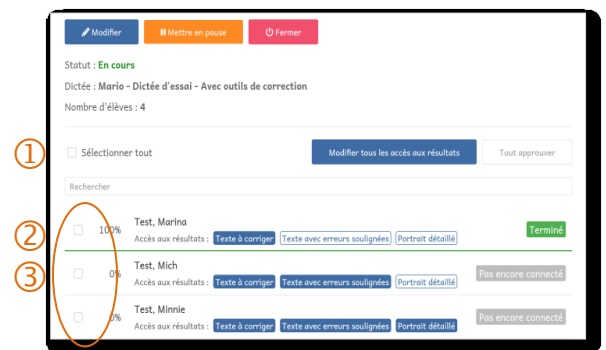 Modifier Mettre en pause Fermer
Statut : En cours
Dictée : Mario - Dictée d'essai - Avec outils de correction
Nombre d'élèves : 4
1 Sélectionner tout Modifier tous les accès aux résultats Tout approuver
Rechercher
Test, Marina
2 100% Terminé
Accès aux résultats : Texte à corriger Texte avec erreurs soulignées Portrait détaillé
Test, Mich
3 0% Pas encore connecté
Accès aux résultats : Texte à corriger Texte avec erreurs soulignées Portrait détaillé
Test, Minnie
0% Pas encore connecté
Accès aux résultats : Texte à corriger Texte avec erreurs soulignées Portrait détaillé